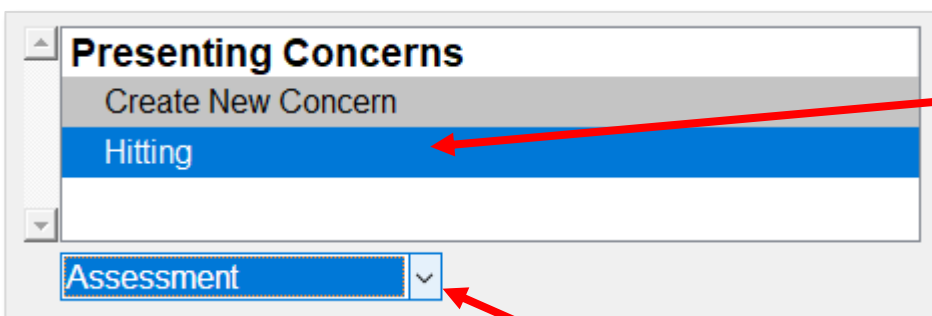 Presenting Concerns
Create New Concern
Hitting
Assessment